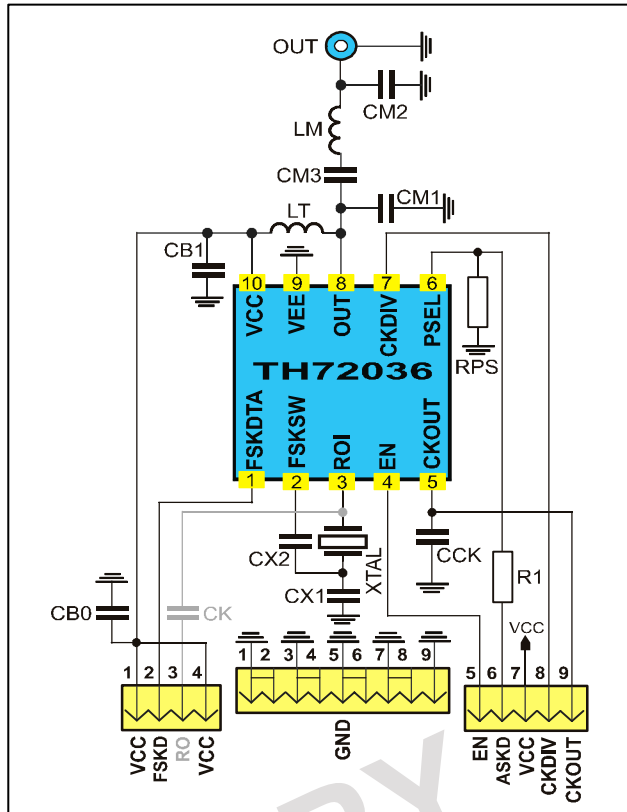 OUT
CM2
LM
CM3
CM1
LT
CB1
10 9 8 7 6
VCC VEE OUT CKDIV PSEL
RPS
TH72036
FSKDTA FSKSW ROI EN CKOUT
1 2 3 4 5
CX2
XTAL
CCK
R1
CX1
CB0
CK
VCC
1 2 3 4
1 2 3 4 5 6 7 8 9
5 6 7 8 9
VCC FSKD RO VCC
GND
EN ASKD VCC CKDIV CKOUT